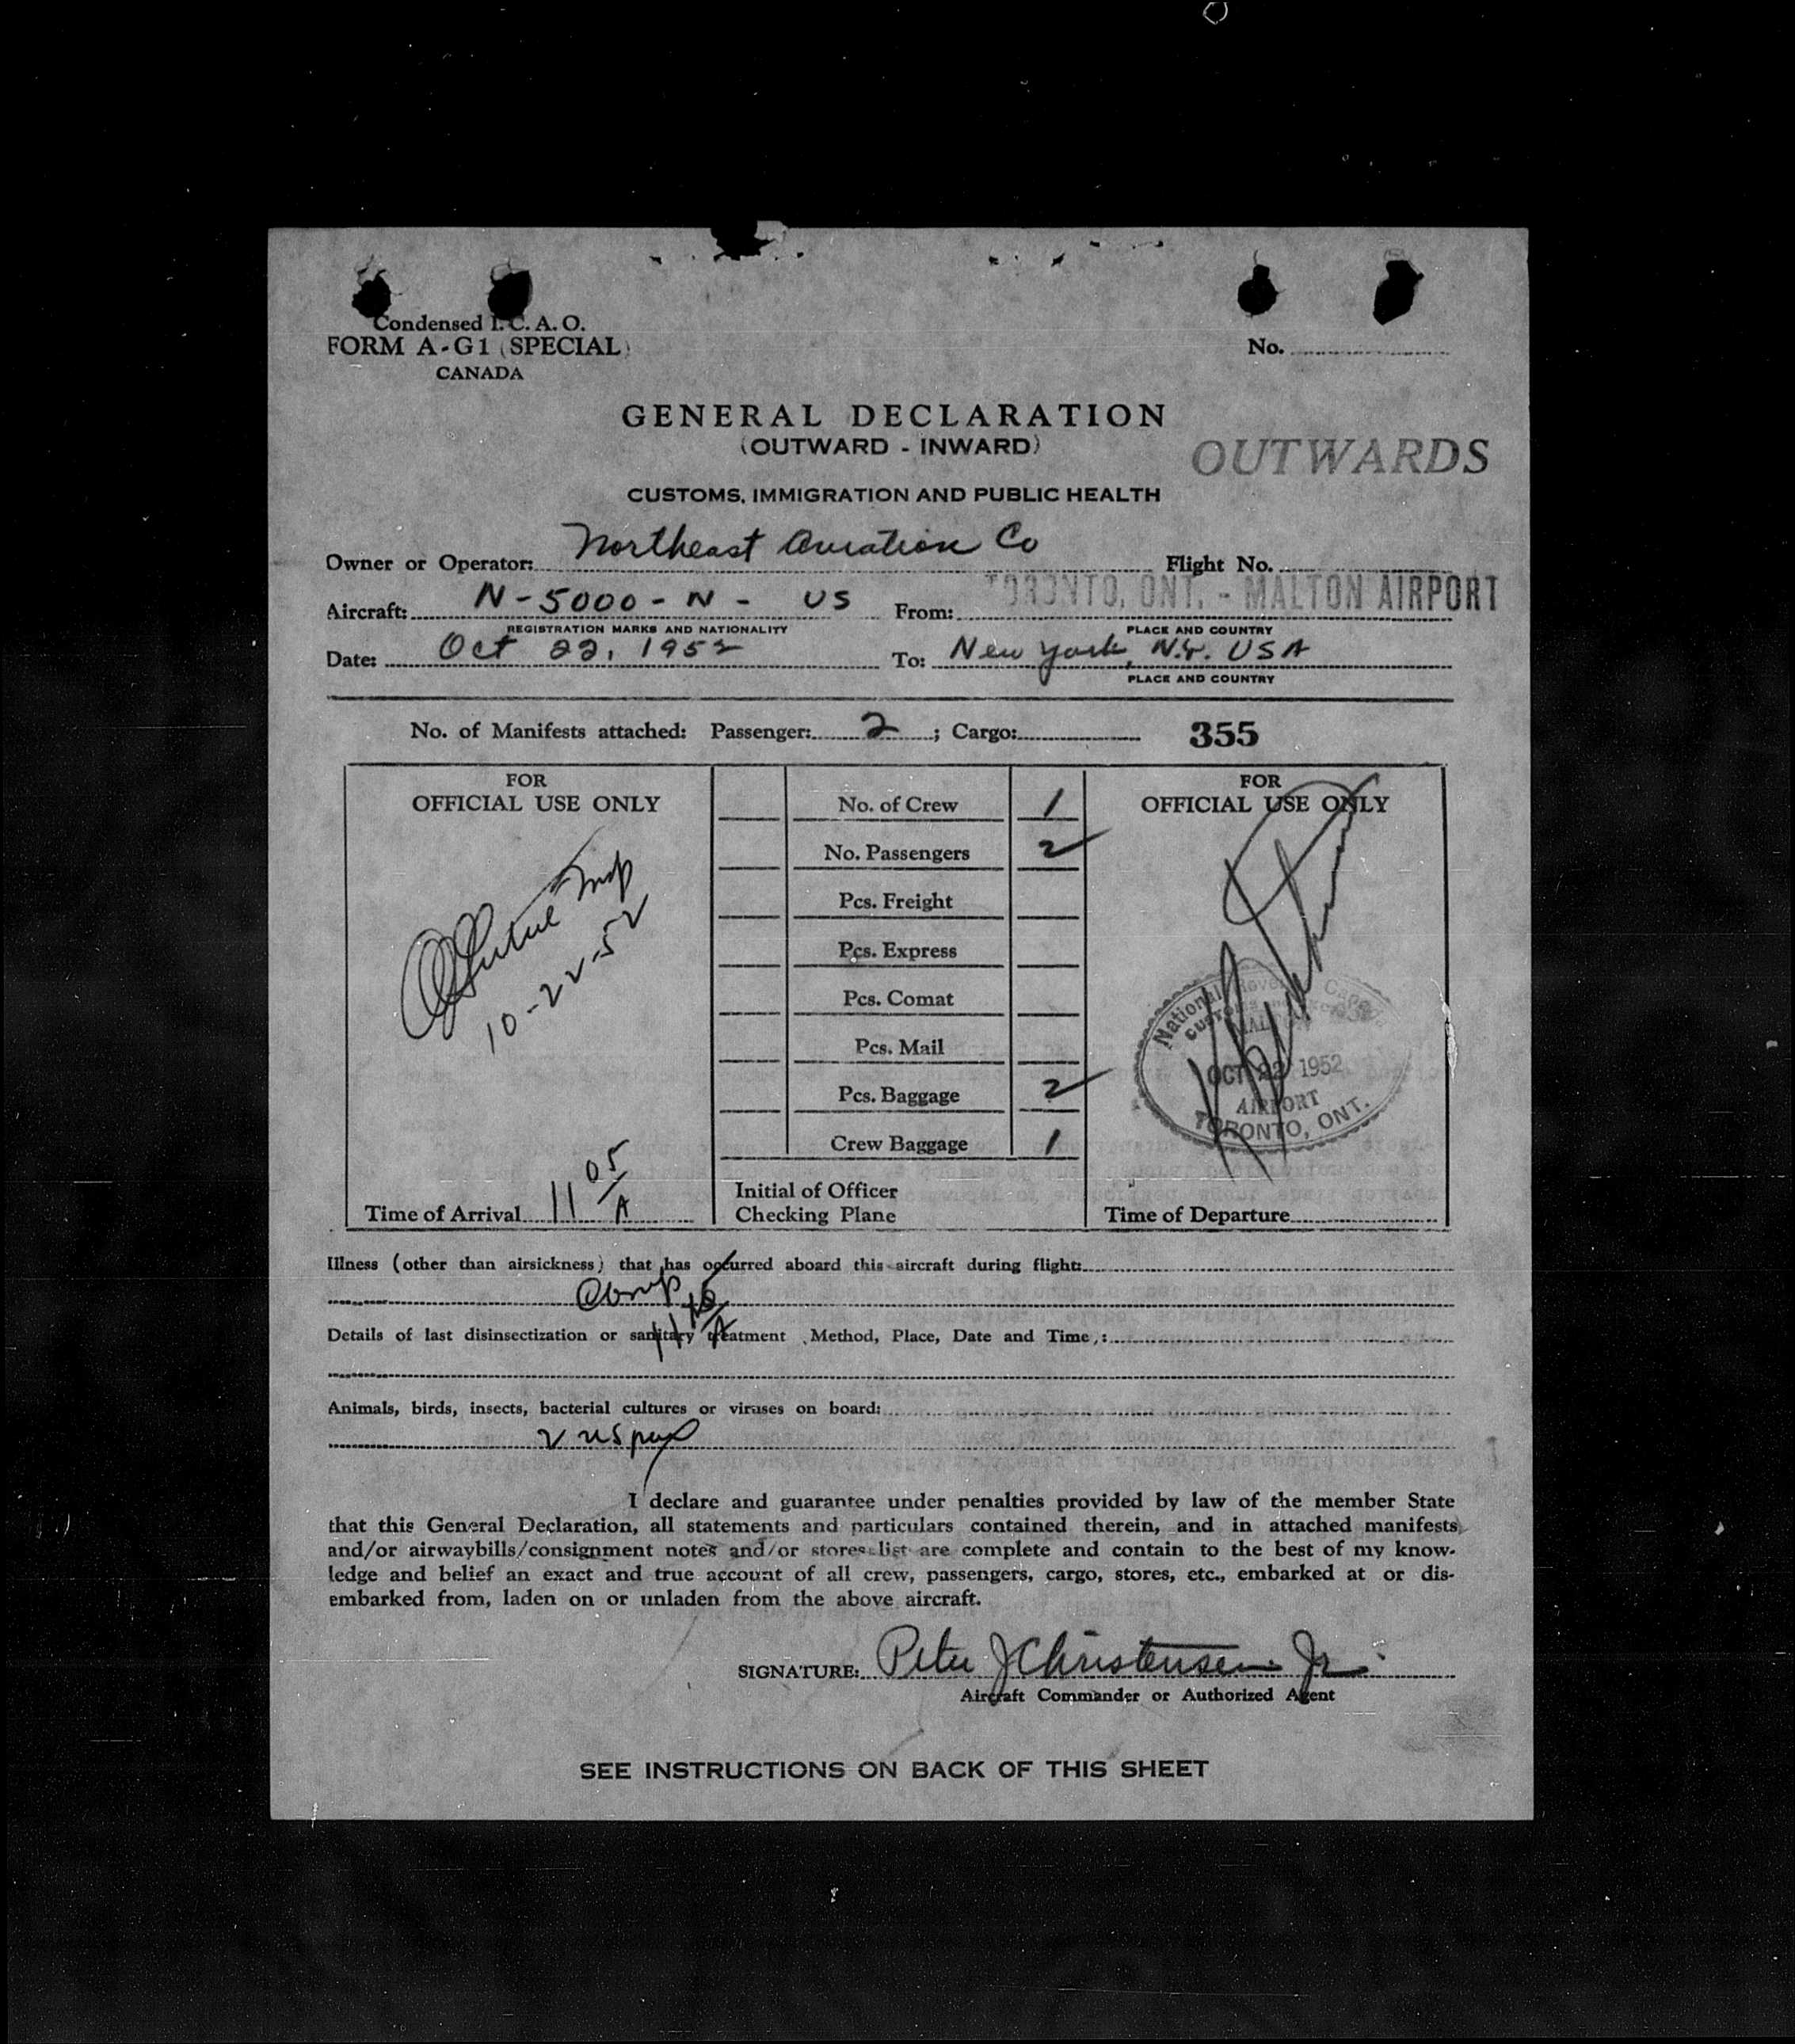 Condensed I.C.A.O.
FORM A-G1 (SPECIAL)
CANADA
No.
GENERAL DECLARATION
(OUTWARD - INWARD)
OUTWARDS
CUSTOMS, IMMIGRATION AND PUBLIC HEALTH
Owner or Operator: Northeast Aviation Co Flight No.
Aircraft: N-5000-N- US From: TORONTO, ONT. - MALTON AIRPORT
REGISTRATION MARKS AND NATIONALITY PLACE AND COUNTRY
Date: Oct 22, 1952 To: New York, N.Y. USA
PLACE AND COUNTRY
No. of Manifests attached: Passenger: 2 ; Cargo: 355
FOR
OFFICIAL USE ONLY
10-22-52
Time of Arrival 11 05/A
No. of Crew 1
No. Passengers 2
Pcs. Freight
Pcs. Express
Pcs. Comat
Pcs. Mail
Pcs. Baggage 2
Crew Baggage 1
Initial of Officer
Checking Plane
FOR
OFFICIAL USE ONLY
National Revenue Canada
CUSTOMS
MALTON
OCT 22 1952
AIRPORT
TORONTO, ONT.
Time of Departure
Illness (other than airsickness) that has occurred aboard this aircraft during flight:
Details of last disinsectization or sanitary treatment (Method, Place, Date and Time):
Animals, birds, insects, bacterial cultures or viruses on board:
2 US
I declare and guarantee under penalties provided by law of the member State
that this General Declaration, all statements and particulars contained therein, and in attached manifests
and/or airwaybills/consignment notes and/or stores list are complete and contain to the best of my know-
ledge and belief an exact and true account of all crew, passengers, cargo, stores, etc., embarked at or dis-
embarked from, laden on or unladen from the above aircraft.
SIGNATURE: Peter J Christensen Jr.
Aircraft Commander or Authorized Agent
SEE INSTRUCTIONS ON BACK OF THIS SHEET